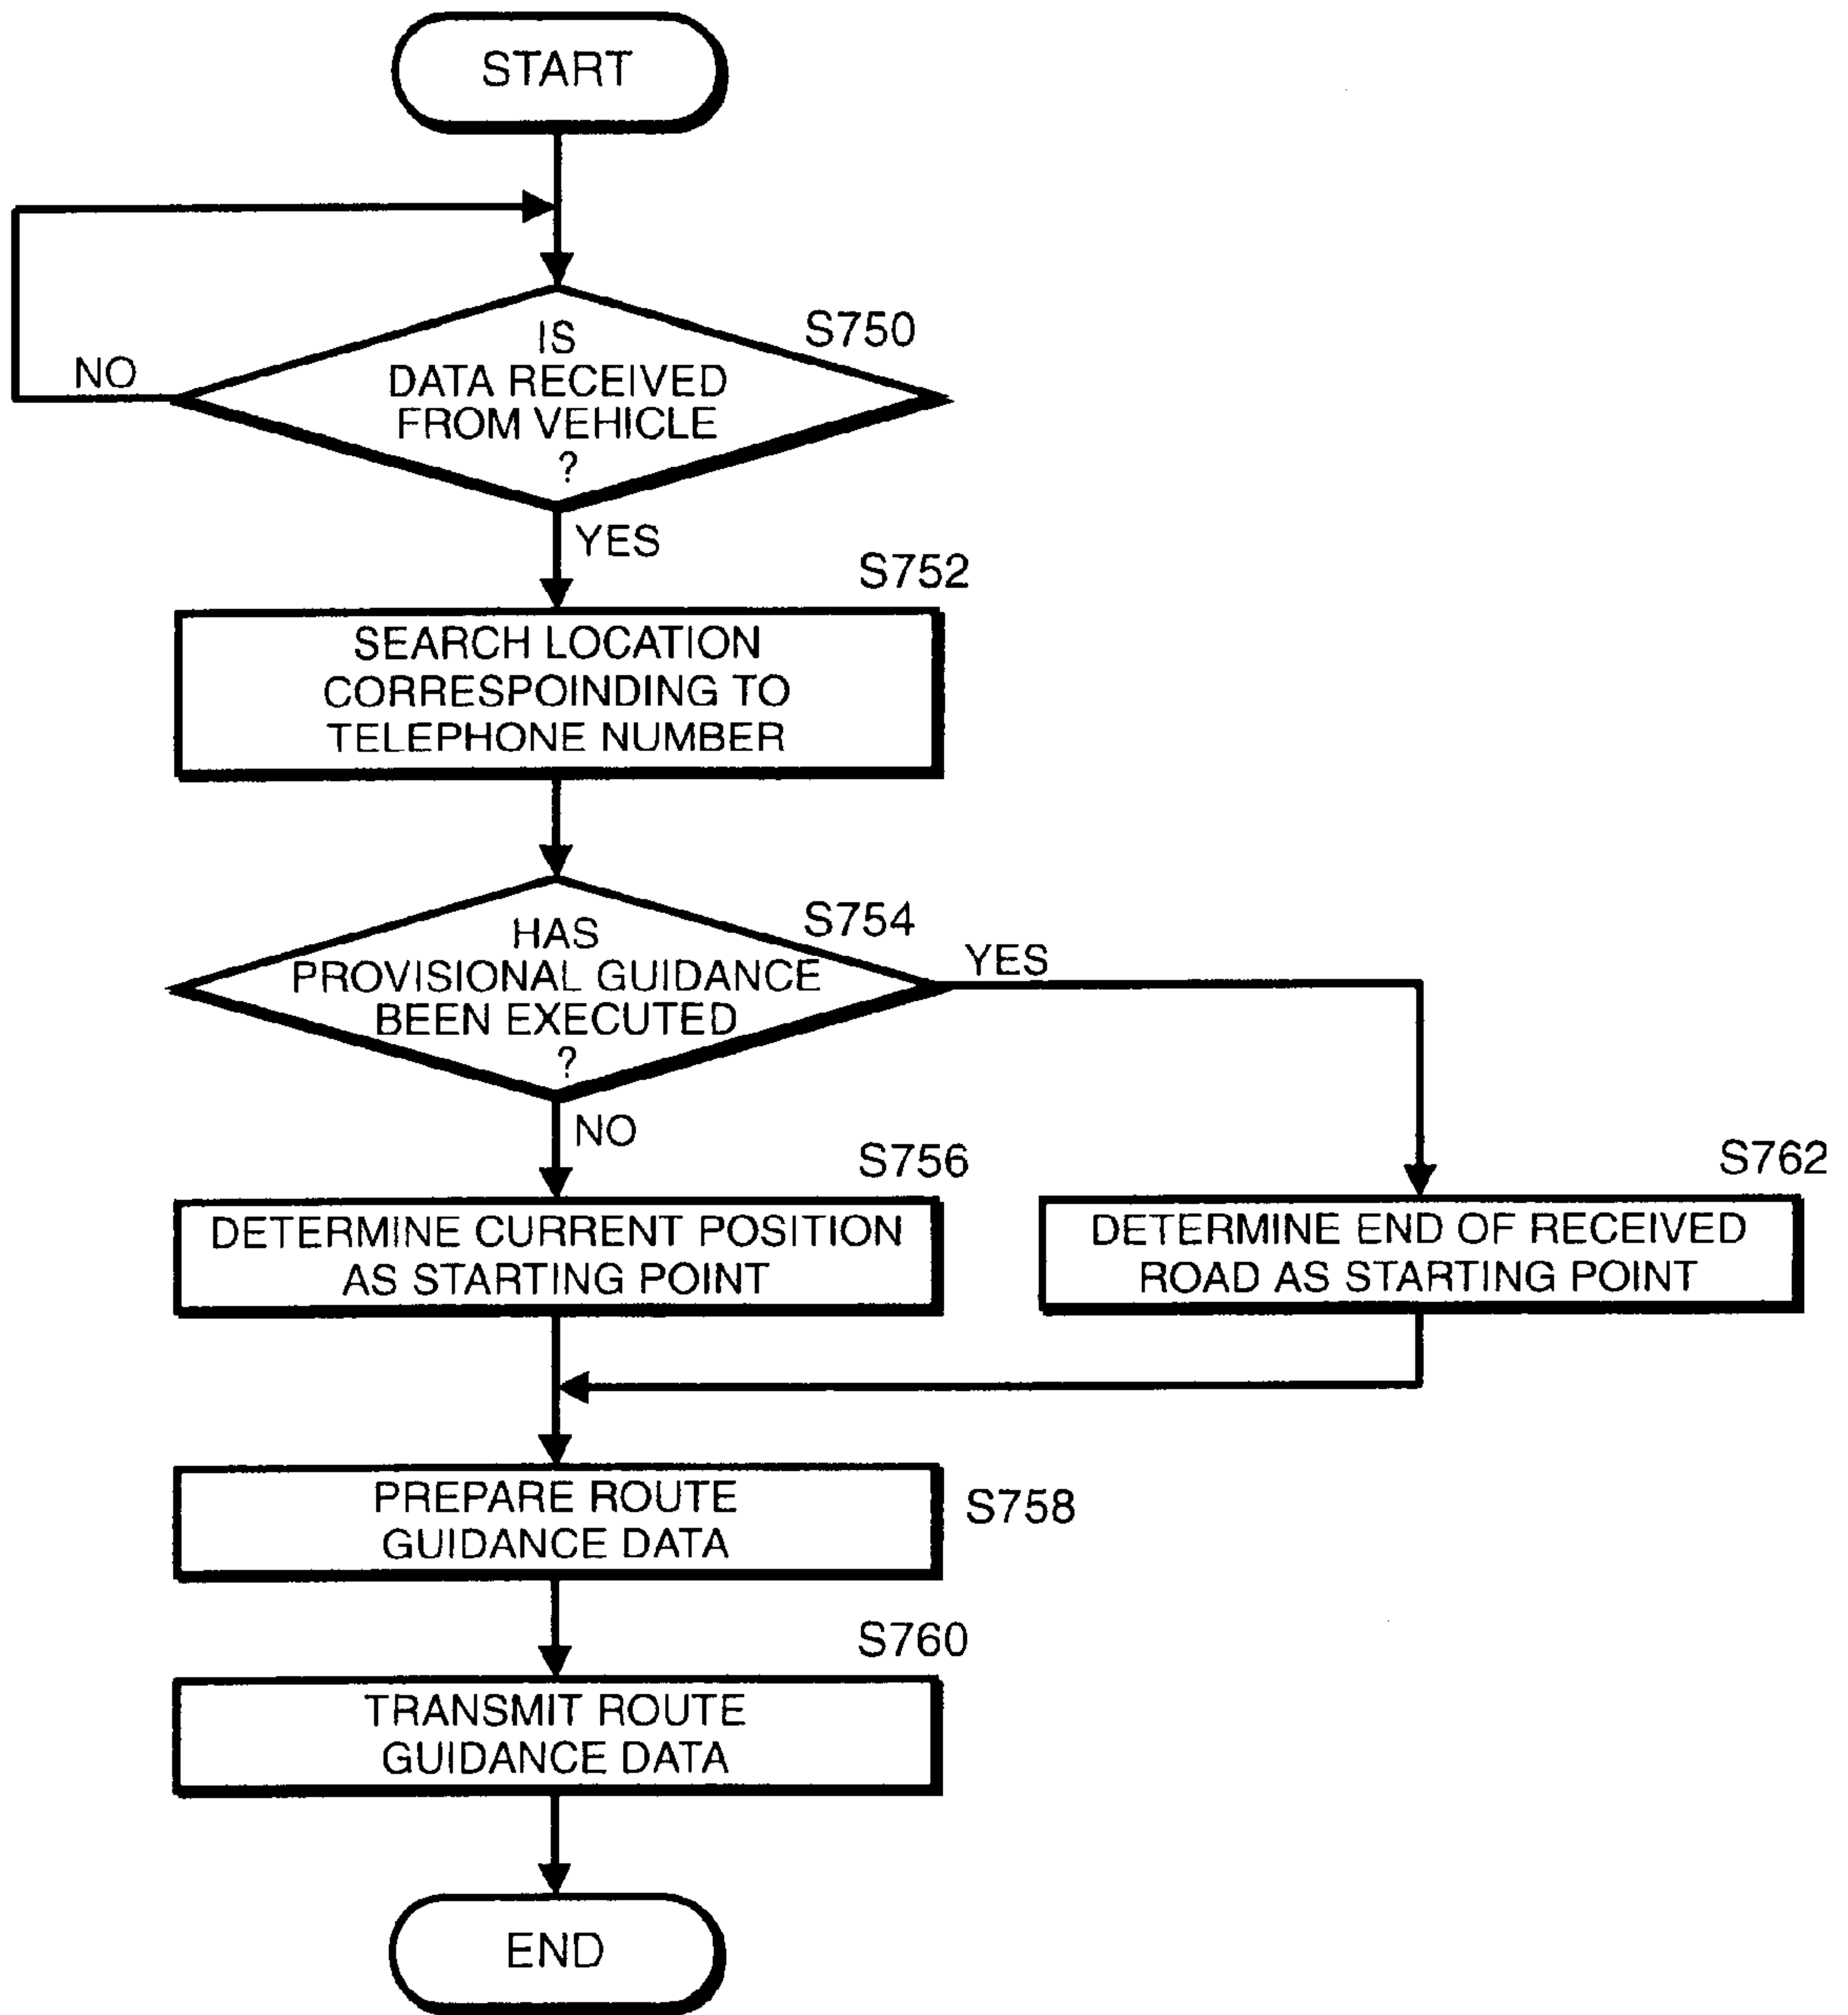 START
S750
IS
DATA RECEIVED
FROM VEHICLE
?
NO
YES
S752
SEARCH LOCATION
CORRESPOINDING TO
TELEPHONE NUMBER
S754
HAS
PROVISIONAL GUIDANCE
BEEN EXECUTED
?
YES
NO
S756
DETERMINE CURRENT POSITION
AS STARTING POINT
S762
DETERMINE END OF RECEIVED
ROAD AS STARTING POINT
PREPARE ROUTE
GUIDANCE DATA
S758
S760
TRANSMIT ROUTE
GUIDANCE DATA
END